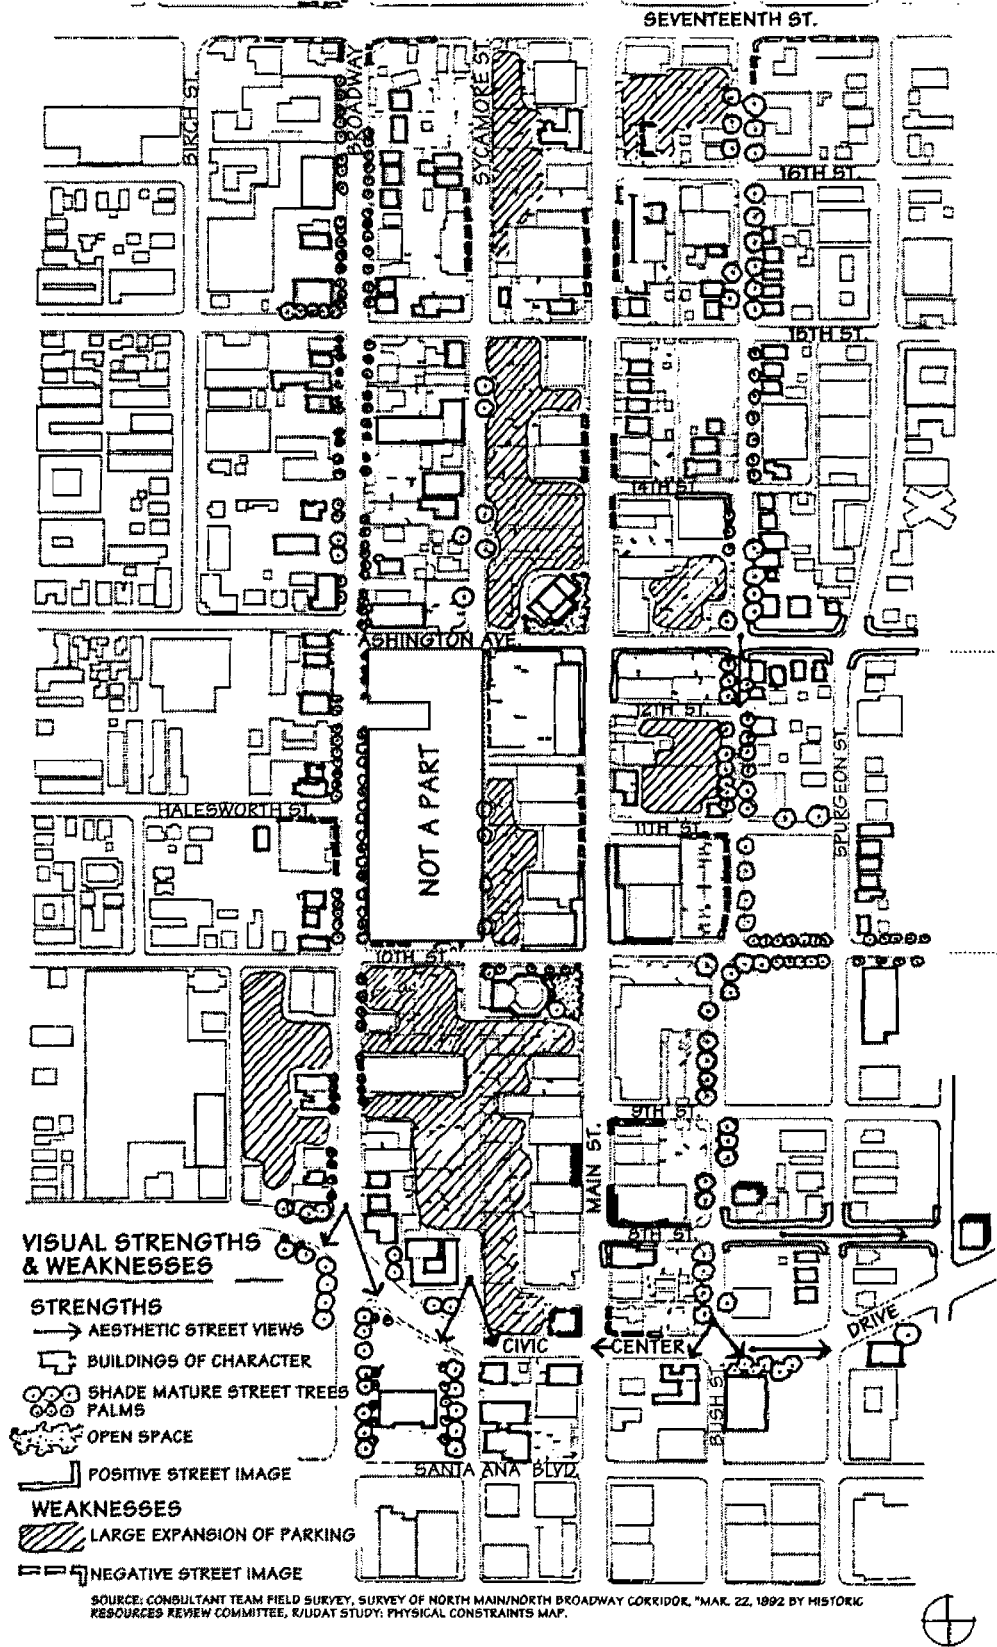 SEVENTEENTH ST.
BIRCH ST.
BROADWAY
SYCAMORE ST.
16TH ST.
15TH ST.
14TH ST.
ASHINGTON AVE.
12TH ST.
NOT A PART
SPURGEON ST.
HALESWORTH ST.
11TH ST.
10TH ST.
9TH ST.
MAIN ST.
8TH ST.
CIVIC CENTER DRIVE
BUSH ST.
SANTA ANA BLVD.
VISUAL STRENGTHS
& WEAKNESSES
STRENGTHS
AESTHETIC STREET VIEWS
BUILDINGS OF CHARACTER
SHADE MATURE STREET TREES
PALMS
OPEN SPACE
POSITIVE STREET IMAGE
WEAKNESSES
LARGE EXPANSION OF PARKING
NEGATIVE STREET IMAGE
SOURCE: CONSULTANT TEAM FIELD SURVEY, SURVEY OF NORTH MAIN/NORTH BROADWAY CORRIDOR, "MAR. 22, 1992 BY HISTORIC
RESOURCES REVIEW COMMITTEE, R/UDAT STUDY: PHYSICAL CONSTRAINTS MAP.